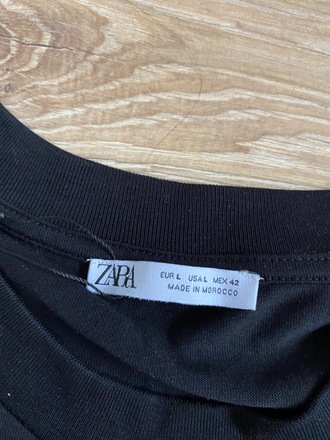 ZARA
EUR L USA L MEX 42
MADE IN MOROCCO